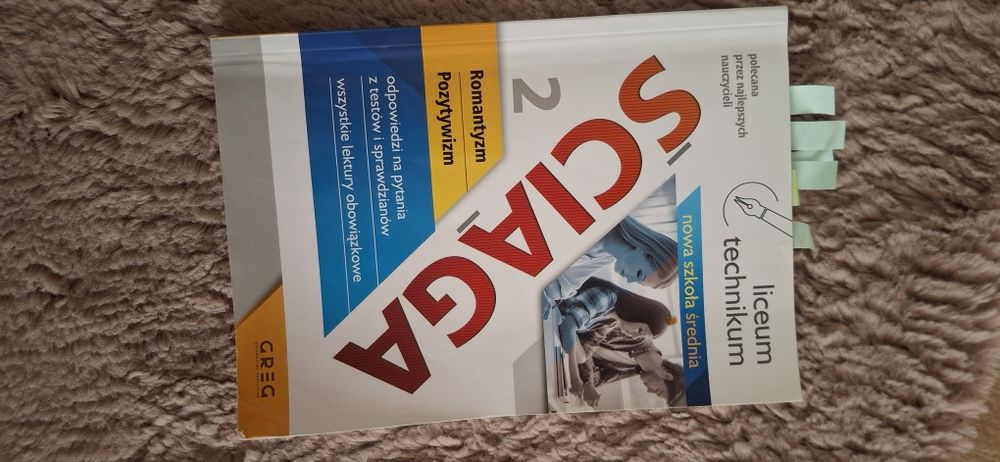 polecana
przez najlepszych
nauczycieli
liceum
technikum
nowa szkoła średnia
ŚCIĄGA
2
Romantyzm
Pozytywizm
odpowiedzi na pytania
z testów i sprawdzianów
wszystkie lektury obowiązkowe
GREG